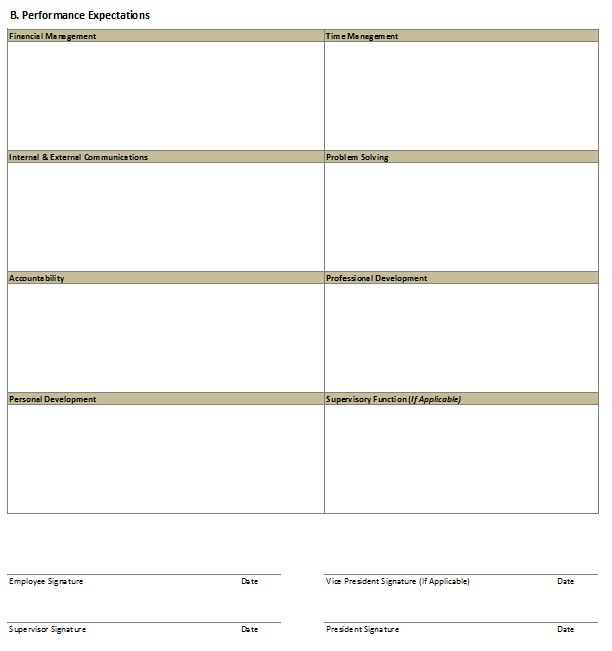 B. Performance Expectations
Financial Management Time Management
Internal & External Communications Problem Solving
Accountability Professional Development
Personal Development Supervisory Function (If Applicable)
Employee Signature Date Vice President Signature (If Applicable) Date
Supervisor Signature Date President Signature Date